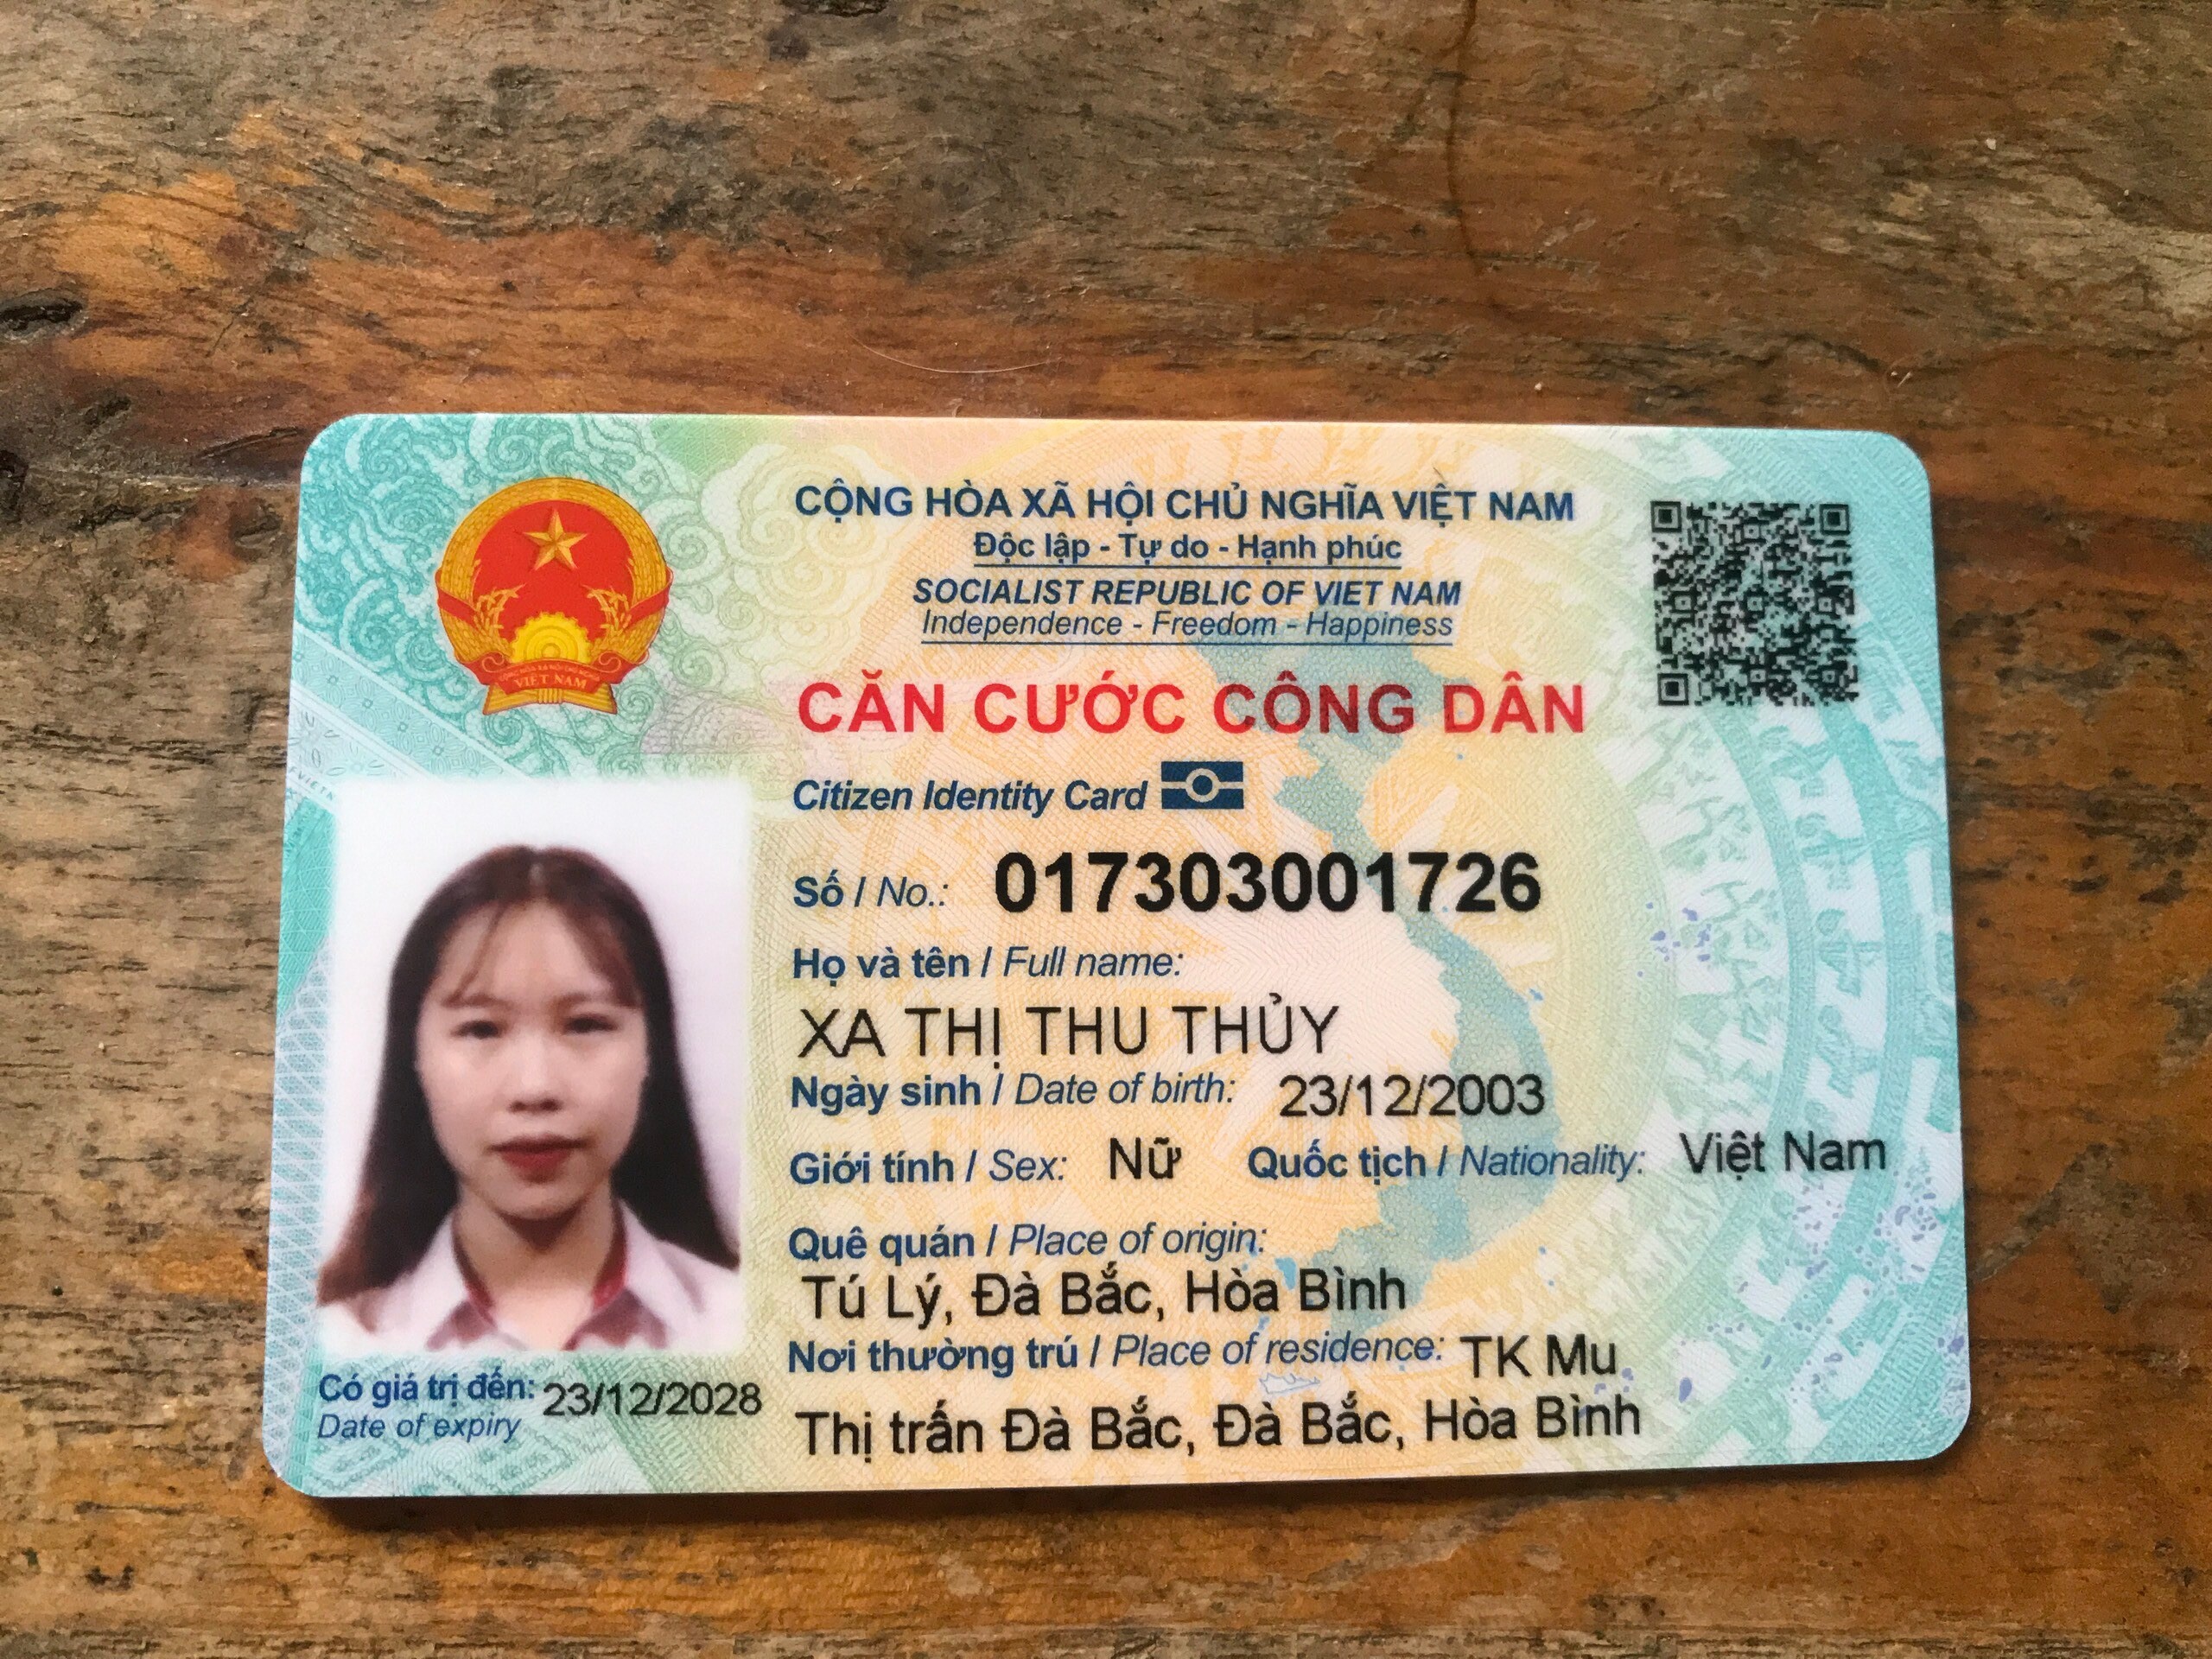 CỘNG HÒA XÃ HỘI CHỦ NGHĨA VIỆT NAM
Độc lập - Tự do - Hạnh phúc
SOCIALIST REPUBLIC OF VIET NAM
Independence - Freedom - Happiness
CĂN CƯỚC CÔNG DÂN
Citizen Identity Card
Số / No.: 017303001726
Họ và tên / Full name:
XA THỊ THU THỦY
Ngày sinh / Date of birth: 23/12/2003
Giới tính / Sex: Nữ Quốc tịch / Nationality: Việt Nam
Quê quán / Place of origin:
Tú Lý, Đà Bắc, Hòa Bình
Nơi thường trú / Place of residence: TK Mu
Thị trấn Đà Bắc, Đà Bắc, Hòa Bình
Có giá trị đến: 23/12/2028
Date of expiry
VIỆT NAM